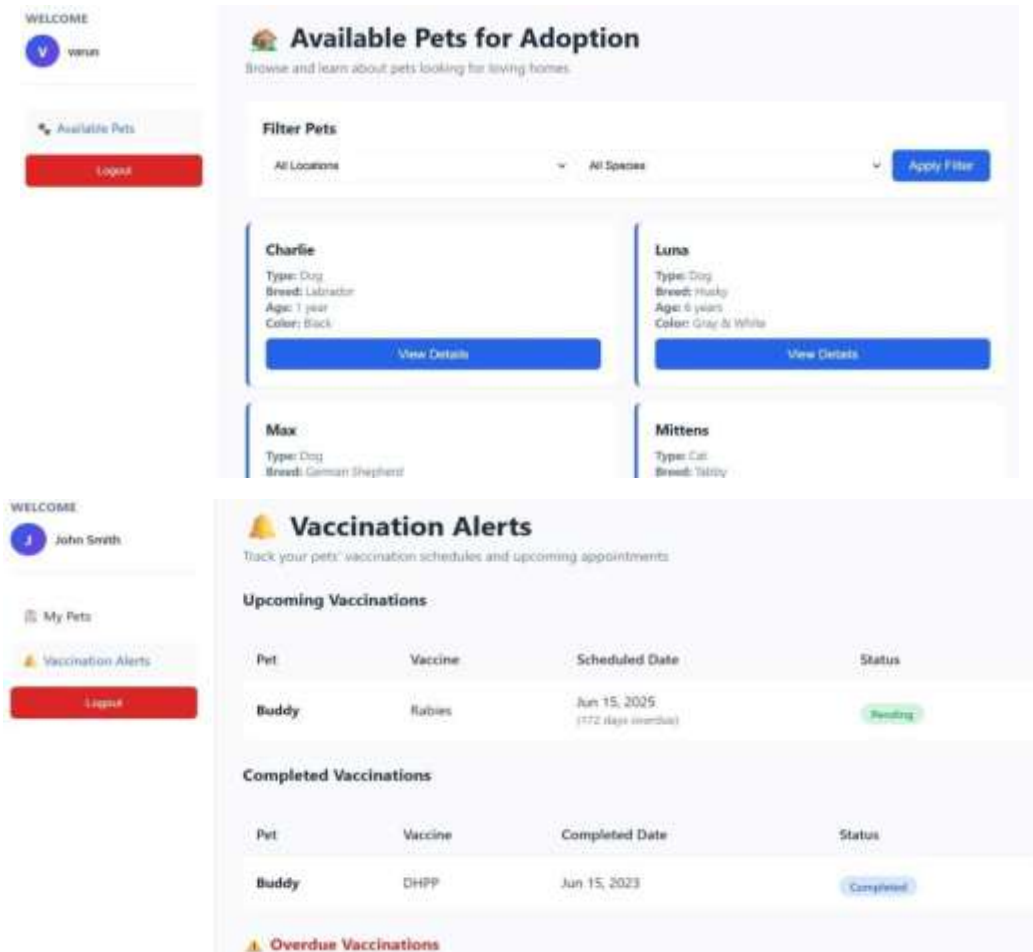 WELCOME
V varun
Available Pets
Logout
Available Pets for Adoption
Browse and learn about pets looking for loving homes
Filter Pets
All Locations All Species Apply Filter
Charlie
Type: Dog
Breed: Labrador
Age: 1 year
Color: Black
View Details
Luna
Type: Dog
Breed: Husky
Age: 6 years
Color: Gray & White
View Details
Max
Type: Dog
Breed: German Shepherd
Mittens
Type: Cat
Breed: Tabby
WELCOME
J John Smith
My Pets
Vaccination Alerts
Logout
Vaccination Alerts
Track your pets' vaccination schedules and upcoming appointments
Upcoming Vaccinations
Pet Vaccine Scheduled Date Status
Buddy Rabies Jun 15, 2025 Pending
(172 days overdue)
Completed Vaccinations
Pet Vaccine Completed Date Status
Buddy DHPP Jun 15, 2023 Completed
Overdue Vaccinations